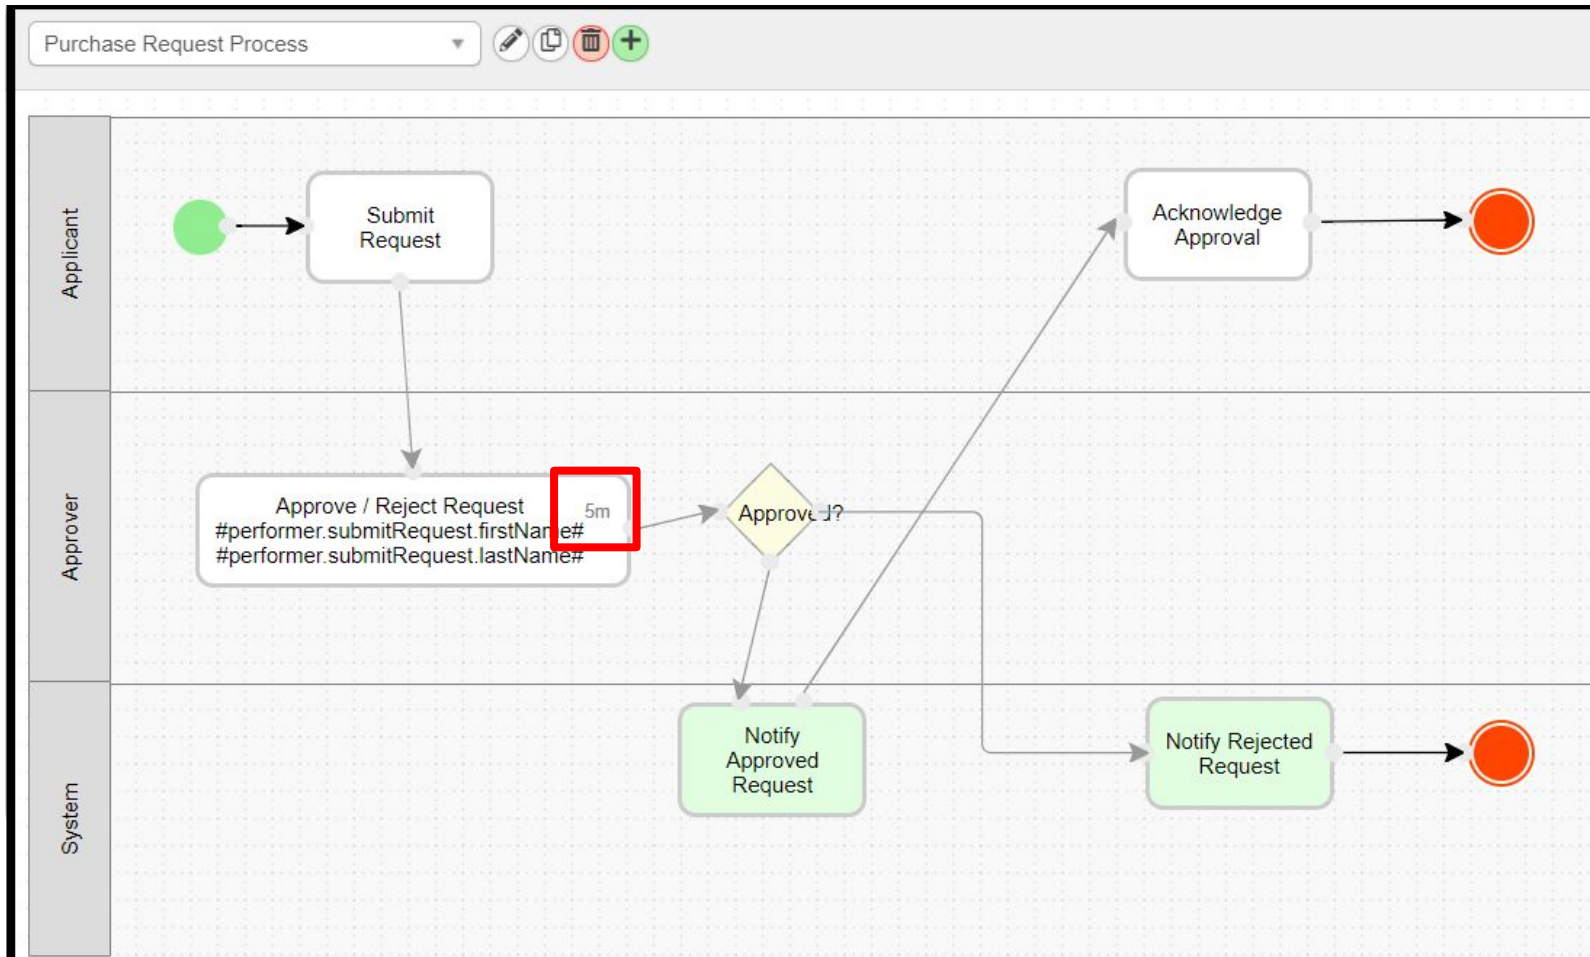 Purchase Request Process
Applicant
Submit
Request
Acknowledge
Approval
Approver
Approve / Reject Request
#performer.submitRequest.firstName#
#performer.submitRequest.lastName#
5m
Approved?
System
Notify
Approved
Request
Notify Rejected
Request